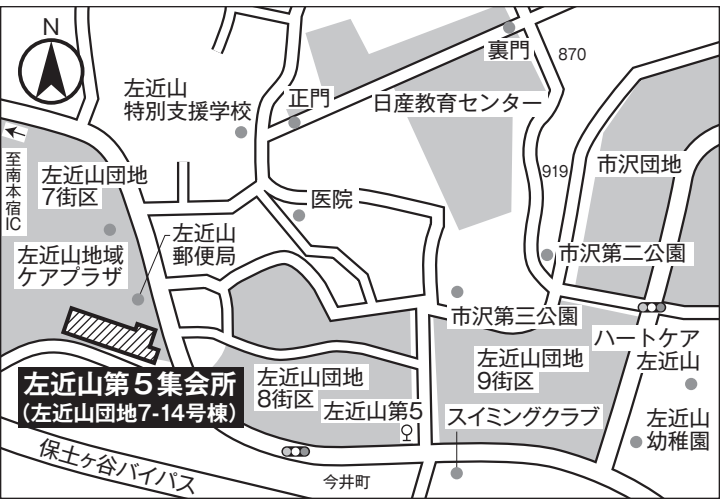 N
裏門
870
左近山
特別支援学校
正門
日産教育センター
至南本宿IC
左近山団地
7街区
919
市沢団地
医院
左近山
郵便局
左近山地域
ケアプラザ
市沢第二公園
市沢第三公園
ハートケア
左近山
左近山団地
9街区
左近山第5集会所
(左近山団地7-14号棟)
左近山団地
8街区
左近山第5
スイミングクラブ
左近山
幼稚園
保土ヶ谷バイパス
今井町